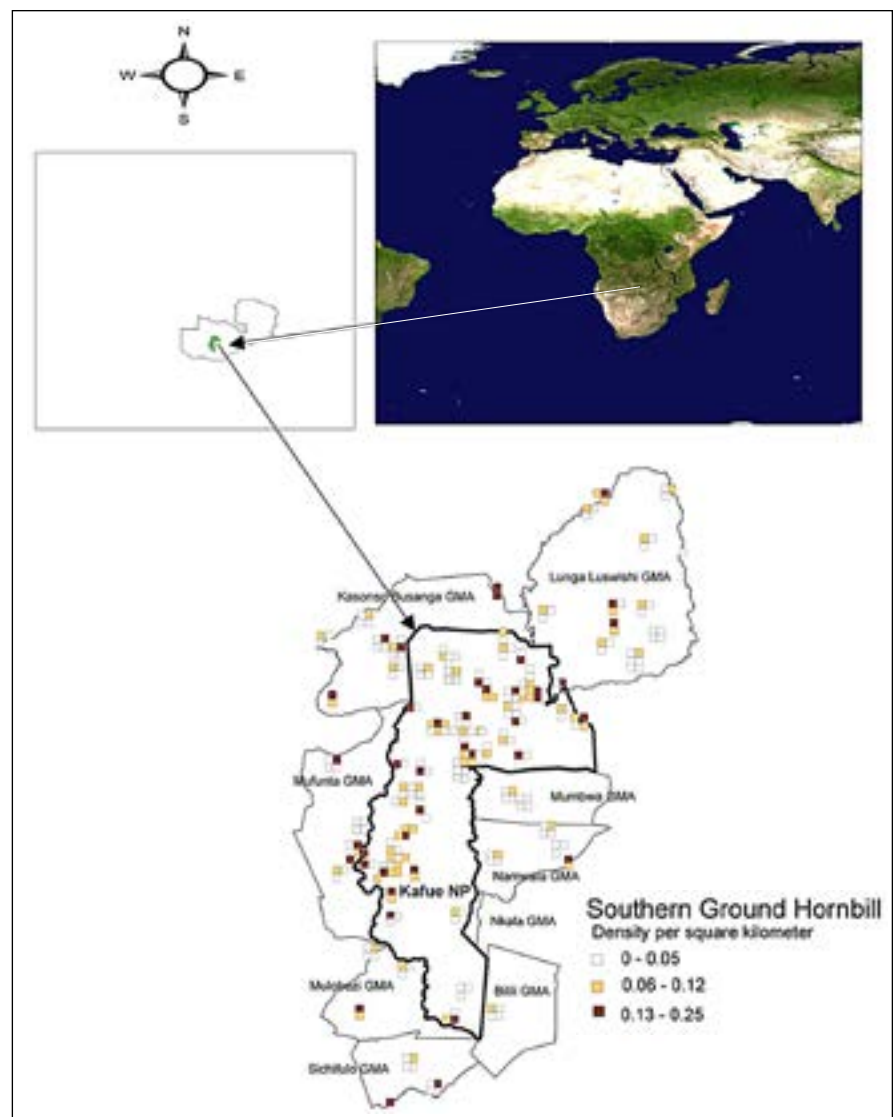 N
W E
S
Lunga Luswishi GMA
Kasonso Busanga GMA
Mufunta GMA
Mumbwa GMA
Namwala GMA
Kafue NP
Nkala GMA
Southern Ground Hornbill
Density per square kilometer
0 - 0.05
0.06 - 0.12
0.13 - 0.25
Mulobezi GMA
Bilili GMA
Sichifulo GMA